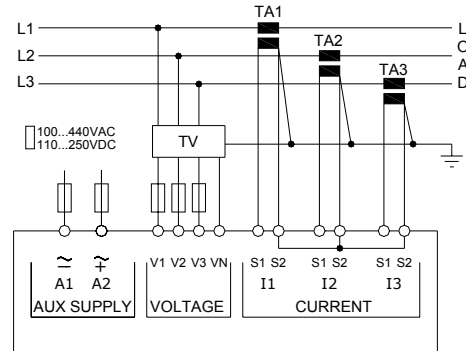 TA1
L1 L
L2 TA2 O
A
L3 TA3 D
100...440VAC
110...250VDC
TV
V1 V2 V3 VN S1 S2 S1 S2 S1 S2
A1 A2 I1 I2 I3
AUX SUPPLY VOLTAGE CURRENT